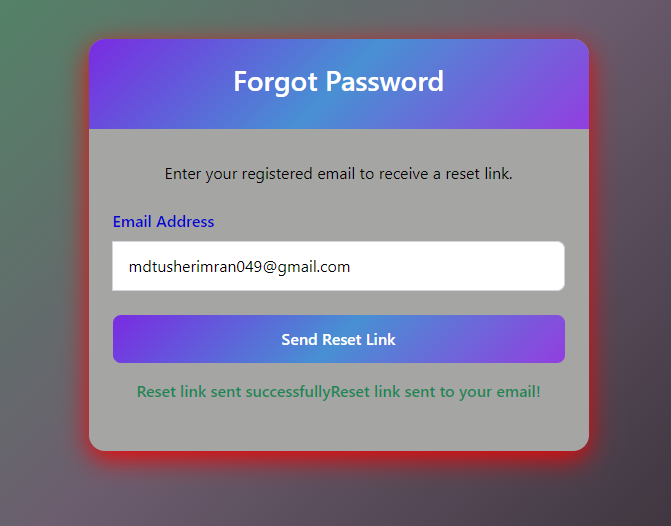 Forgot Password
Enter your registered email to receive a reset link.
Email Address
mdtusherimran049@gmail.com
Send Reset Link
Reset link sent successfullyReset link sent to your email!